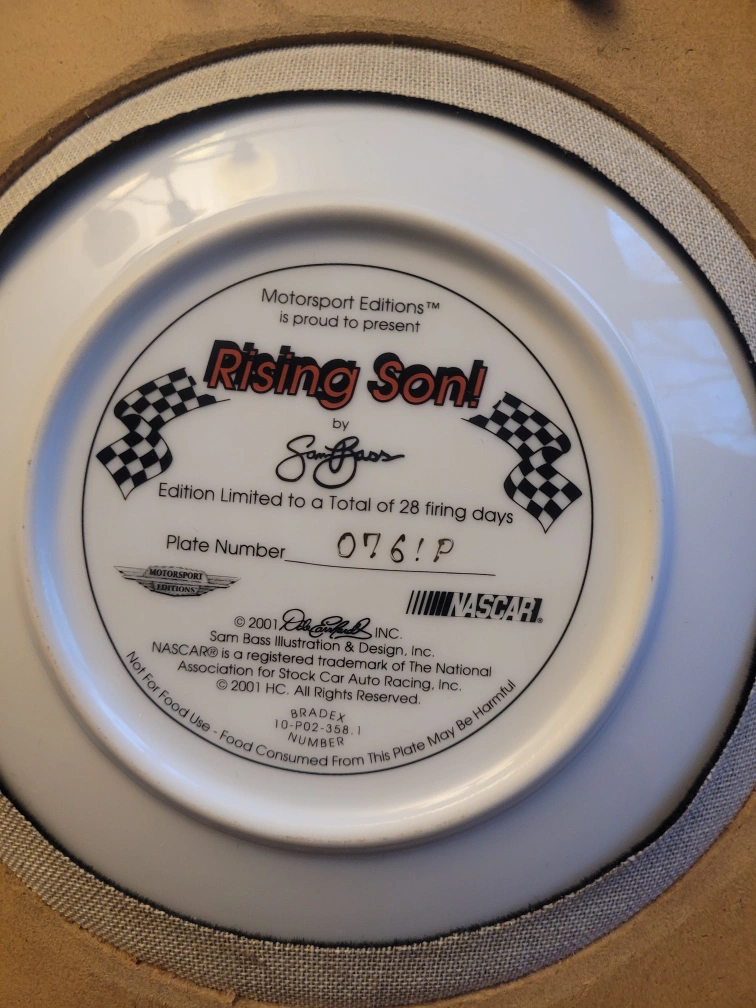 Motorsport Editions™
is proud to present
Rising Son!
by
Sam Bass
Edition Limited to a Total of 28 firing days
Plate Number 076!P
MOTORSPORT
EDITIONS
NASCAR®
© 2001 Dale Earnhardt INC.
Sam Bass Illustration & Design, Inc.
NASCAR® is a registered trademark of The National
Association for Stock Car Auto Racing, Inc.
© 2001 HC. All Rights Reserved.
BRADEX
10-P02-358.1
NUMBER
Not For Food Use - Food Consumed From This Plate May Be Harmful